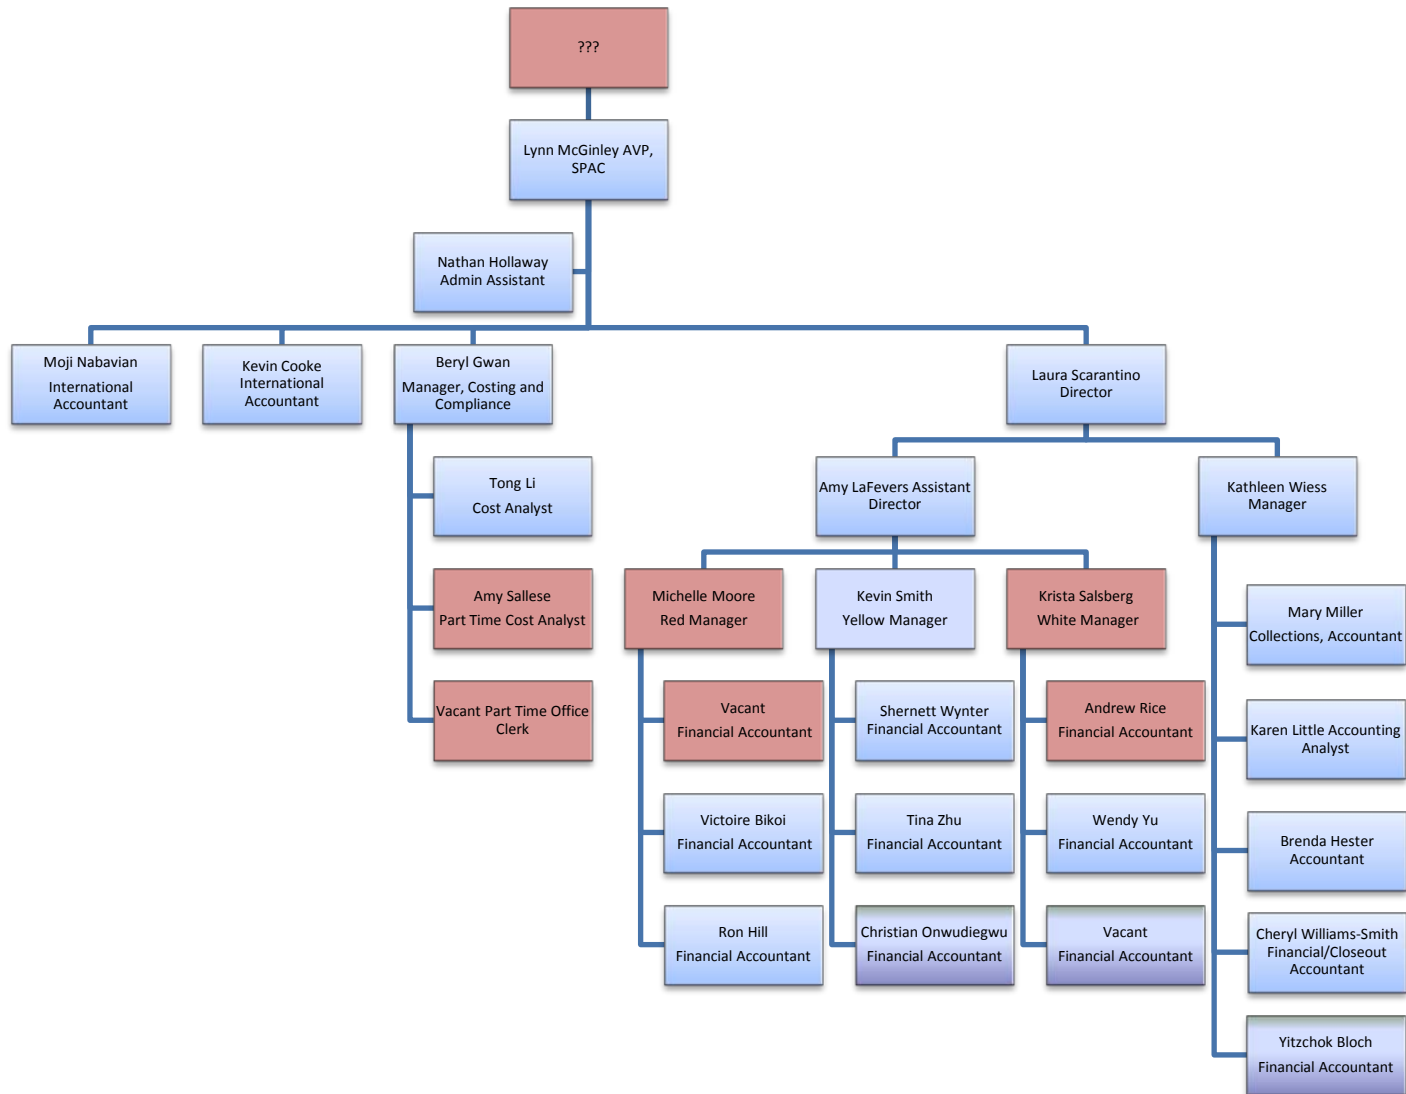 ???
Lynn McGinley AVP,
SPAC
Nathan Hollaway
Admin Assistant
Moji Nabavian
International
Accountant
Kevin Cooke
International
Accountant
Beryl Gwan
Manager, Costing and
Compliance
Laura Scarantino
Director
Tong Li
Cost Analyst
Amy Sallese
Part Time Cost Analyst
Vacant Part Time Office
Clerk
Amy LaFevers Assistant
Director
Kathleen Wiess
Manager
Michelle Moore
Red Manager
Kevin Smith
Yellow Manager
Krista Salsberg
White Manager
Vacant
Financial Accountant
Victoire Bikoi
Financial Accountant
Ron Hill
Financial Accountant
Shernett Wynter
Financial Accountant
Tina Zhu
Financial Accountant
Christian Onwudiegwu
Financial Accountant
Andrew Rice
Financial Accountant
Wendy Yu
Financial Accountant
Vacant
Financial Accountant
Mary Miller
Collections, Accountant
Karen Little Accounting
Analyst
Brenda Hester
Accountant
Cheryl Williams-Smith
Financial/Closeout
Accountant
Yitzchok Bloch
Financial Accountant